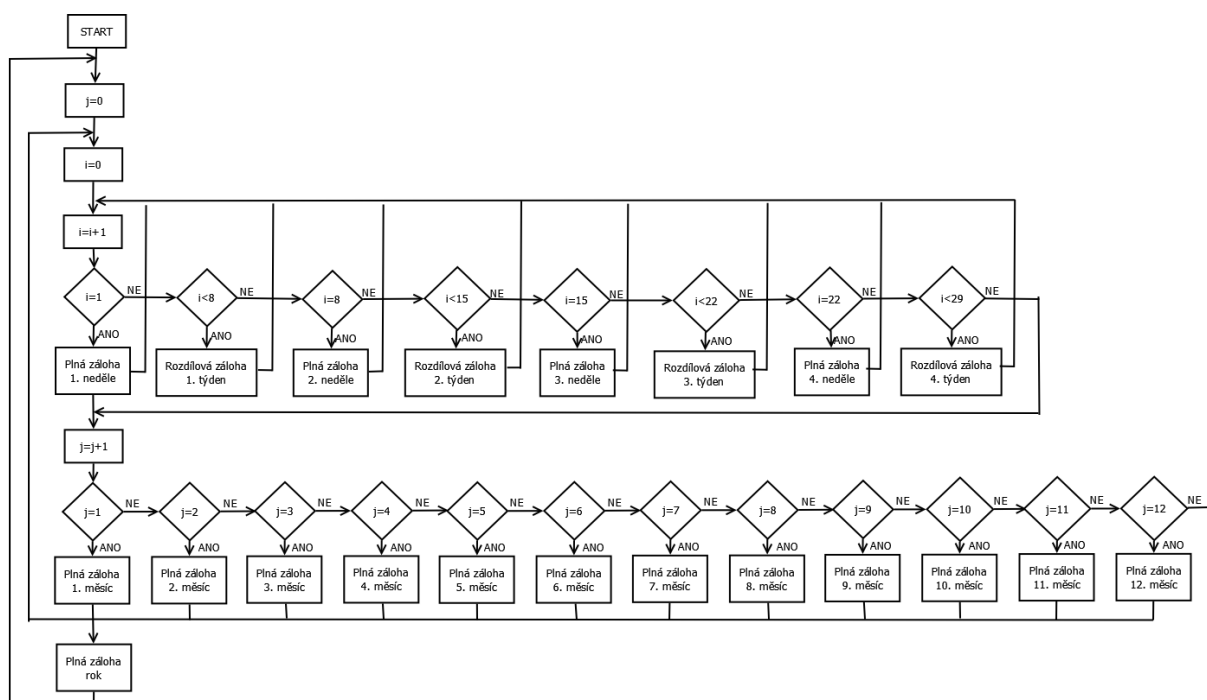 START
j=0
i=0
i=i+1
i=1
NE
i<8
NE
i=8
NE
i<15
NE
i=15
NE
i<22
NE
i=22
NE
i<29
NE
ANO
ANO
ANO
ANO
ANO
ANO
ANO
ANO
Plná záloha
1. neděle
Rozdílová záloha
1. týden
Plná záloha
2. neděle
Rozdílová záloha
2. týden
Plná záloha
3. neděle
Rozdílová záloha
3. týden
Plná záloha
4. neděle
Rozdílová záloha
4. týden
j=j+1
j=1
NE
j=2
NE
j=3
NE
j=4
NE
j=5
NE
j=6
NE
j=7
NE
j=8
NE
j=9
NE
j=10
NE
j=11
NE
j=12
NE
ANO
ANO
ANO
ANO
ANO
ANO
ANO
ANO
ANO
ANO
ANO
ANO
Plná záloha
1. měsíc
Plná záloha
2. měsíc
Plná záloha
3. měsíc
Plná záloha
4. měsíc
Plná záloha
5. měsíc
Plná záloha
6. měsíc
Plná záloha
7. měsíc
Plná záloha
8. měsíc
Plná záloha
9. měsíc
Plná záloha
10. měsíc
Plná záloha
11. měsíc
Plná záloha
12. měsíc
Plná záloha
rok